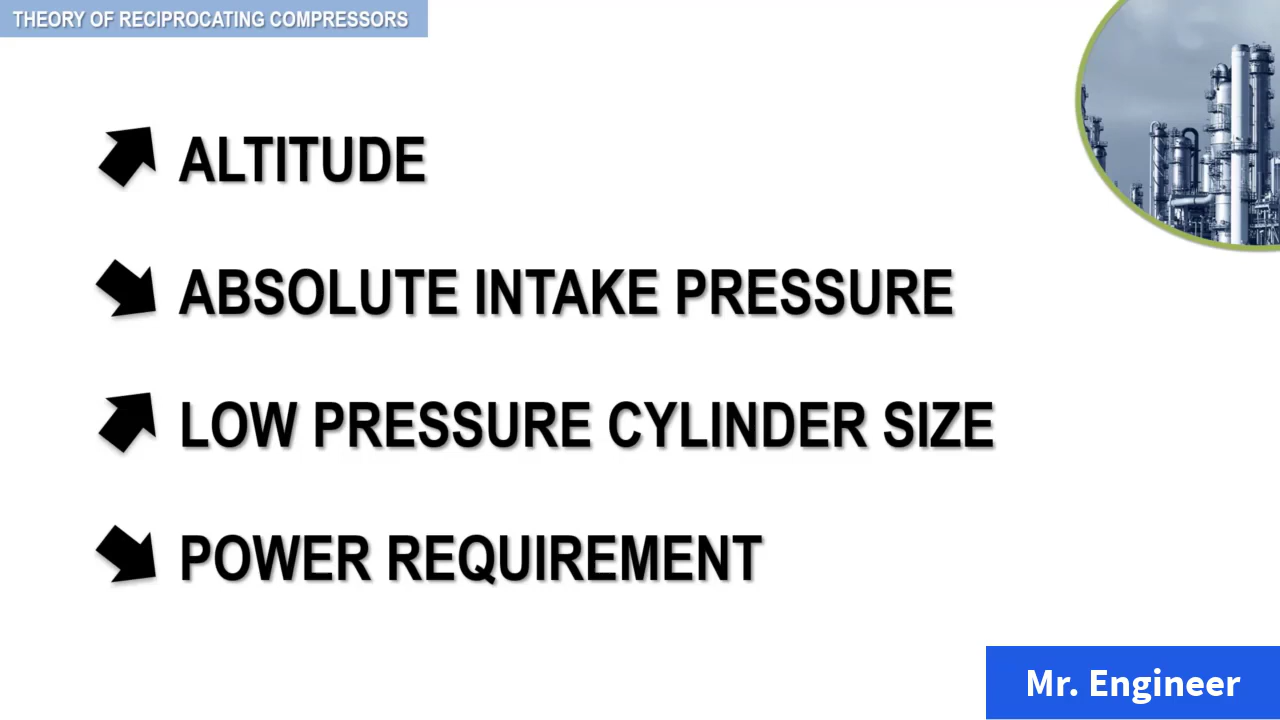 THEORY OF RECIPROCATING COMPRESSORS
ALTITUDE
ABSOLUTE INTAKE PRESSURE
LOW PRESSURE CYLINDER SIZE
POWER REQUIREMENT
Mr. Engineer